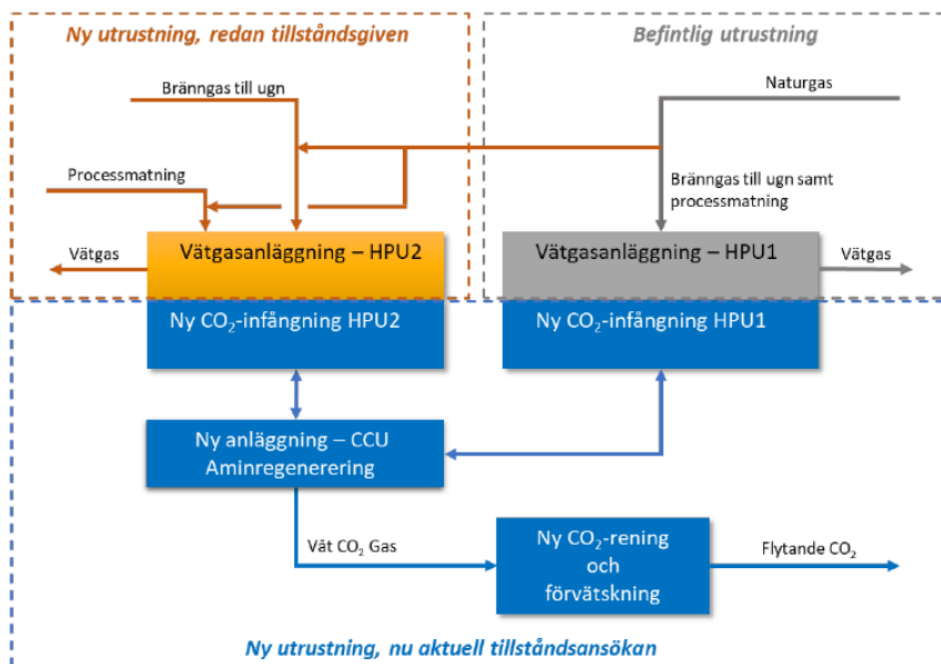 Ny utrustning, redan tillståndsgiven
Befintlig utrustning
Bränngas till ugn
Naturgas
Processmatning
Bränngas till ugn samt
processmatning
Vätgas
Vätgasanläggning – HPU2
Vätgasanläggning – HPU1
Vätgas
Ny CO₂-infångning HPU2
Ny CO₂-infångning HPU1
Ny anläggning – CCU
Aminregenerering
Våt CO₂ Gas
Ny CO₂-rening
och
förvätskning
Flytande CO₂
Ny utrustning, nu aktuell tillståndsansökan